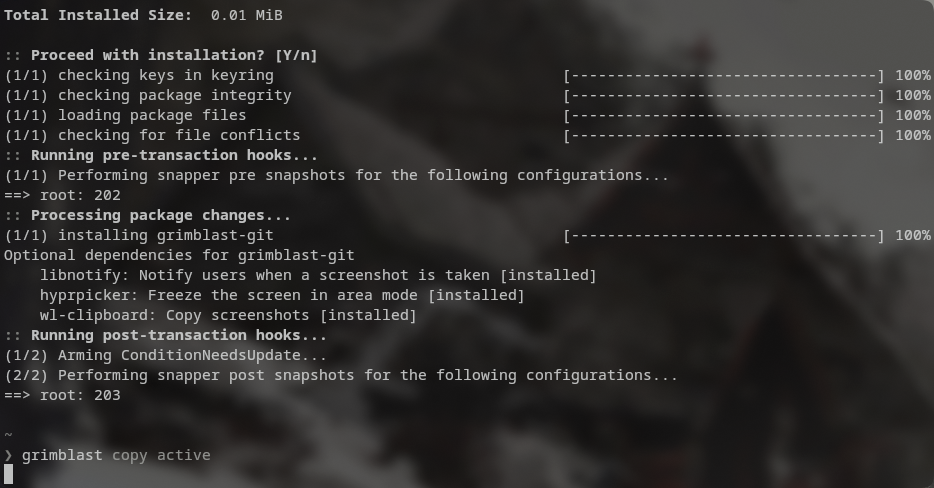 Total Installed Size:  0.01 MiB
:: Proceed with installation? [Y/n]
(1/1) checking keys in keyring [----------------------------------] 100%
(1/1) checking package integrity [----------------------------------] 100%
(1/1) loading package files [----------------------------------] 100%
(1/1) checking for file conflicts [----------------------------------] 100%
:: Running pre-transaction hooks...
(1/1) Performing snapper pre snapshots for the following configurations...
==> root: 202
:: Processing package changes...
(1/1) installing grimblast-git [----------------------------------] 100%
Optional dependencies for grimblast-git
    libnotify: Notify users when a screenshot is taken [installed]
    hyprpicker: Freeze the screen in area mode [installed]
    wl-clipboard: Copy screenshots [installed]
:: Running post-transaction hooks...
(1/2) Arming ConditionNeedsUpdate...
(2/2) Performing snapper post snapshots for the following configurations...
==> root: 203
~
❯ grimblast copy active